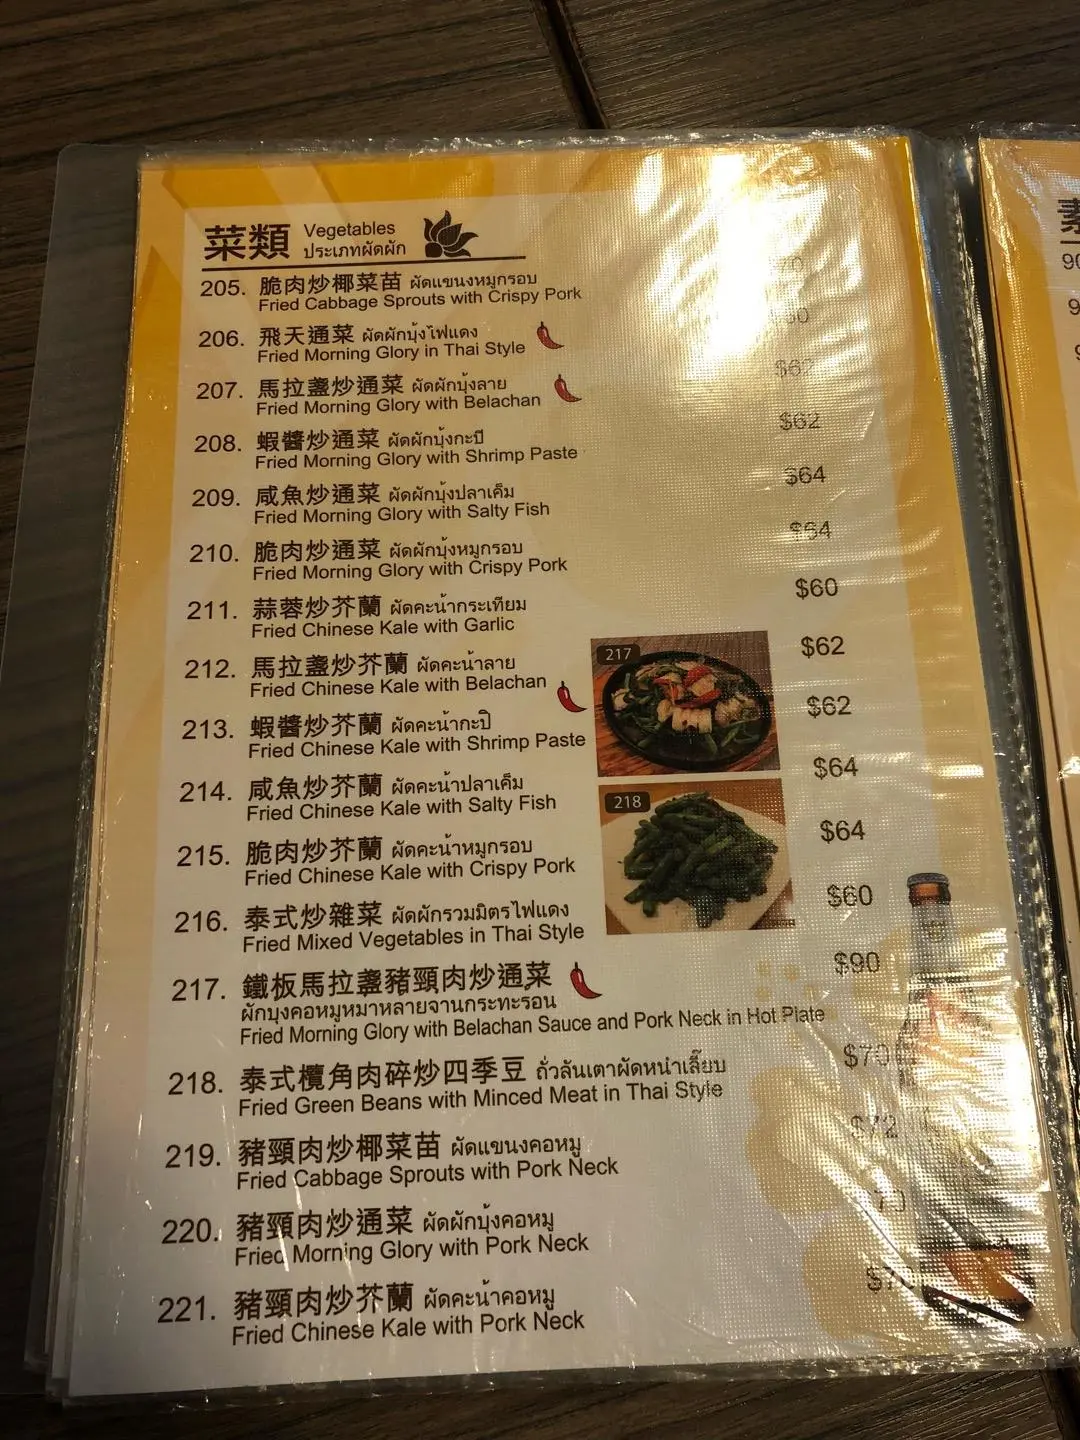 菜類 Vegetables
ประเภทผัดผัก
205. 脆肉炒椰菜苗 ผัดแขนงหมูกรอบ
Fried Cabbage Sprouts with Crispy Pork
206. 飛天通菜 ผัดผักบุ้งไฟแดง
Fried Morning Glory in Thai Style
207. 馬拉盞炒通菜 ผัดผักบุ้งลาย $62
Fried Morning Glory with Belachan
208. 蝦醬炒通菜 ผัดผักบุ้งกะปิ $62
Fried Morning Glory with Shrimp Paste
209. 咸魚炒通菜 ผัดผักบุ้งปลาเค็ม $64
Fried Morning Glory with Salty Fish
210. 脆肉炒通菜 ผัดผักบุ้งหมูกรอบ $64
Fried Morning Glory with Crispy Pork
211. 蒜蓉炒芥蘭 ผัดคะน้ากระเทียม $60
Fried Chinese Kale with Garlic
212. 馬拉盞炒芥蘭 ผัดคะน้าลาย $62
Fried Chinese Kale with Belachan
217
213. 蝦醬炒芥蘭 ผัดคะน้ากะปิ $62
Fried Chinese Kale with Shrimp Paste
214. 咸魚炒芥蘭 ผัดคะน้าปลาเค็ม $64
Fried Chinese Kale with Salty Fish
218
215. 脆肉炒芥蘭 ผัดคะน้าหมูกรอบ $64
Fried Chinese Kale with Crispy Pork
216. 泰式炒雜菜 ผัดผักรวมมิตรไฟแดง $60
Fried Mixed Vegetables in Thai Style
217. 鐵板馬拉盞豬頸肉炒通菜 $90
ผักบุงคอหมูหมาหลายจานกระทะรอน
Fried Morning Glory with Belachan Sauce and Pork Neck in Hot Plate
218. 泰式欖角肉碎炒四季豆 ถั่วลันเตาผัดหนำเลี๊ยบ $70
Fried Green Beans with Minced Meat in Thai Style
219. 豬頸肉炒椰菜苗 ผัดแขนงคอหมู $72
Fried Cabbage Sprouts with Pork Neck
220. 豬頸肉炒通菜 ผัดผักบุ้งคอหมู
Fried Morning Glory with Pork Neck
221. 豬頸肉炒芥蘭 ผัดคะน้าคอหมู
Fried Chinese Kale with Pork Neck